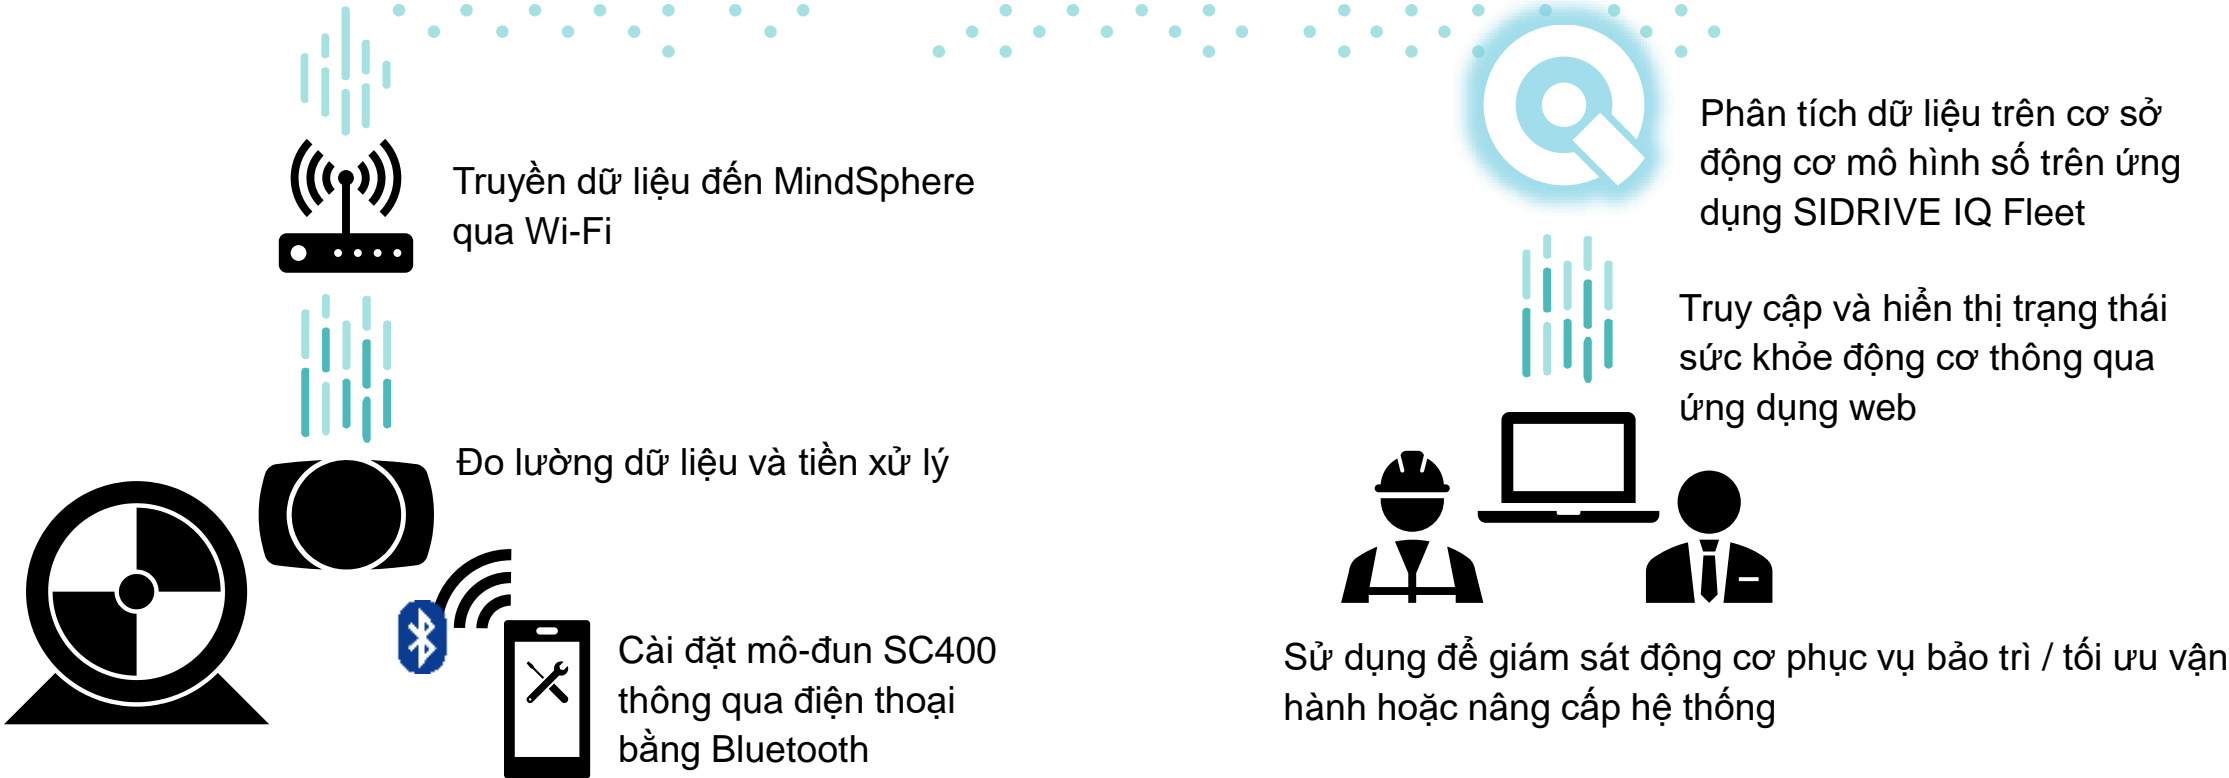 Truyền dữ liệu đến MindSphere
qua Wi-Fi
Đo lường dữ liệu và tiền xử lý
Cài đặt mô-đun SC400
thông qua điện thoại
bằng Bluetooth
Phân tích dữ liệu trên cơ sở
động cơ mô hình số trên ứng
dụng SIDRIVE IQ Fleet
Truy cập và hiển thị trạng thái
sức khỏe động cơ thông qua
ứng dụng web
Sử dụng để giám sát động cơ phục vụ bảo trì / tối ưu vận
hành hoặc nâng cấp hệ thống